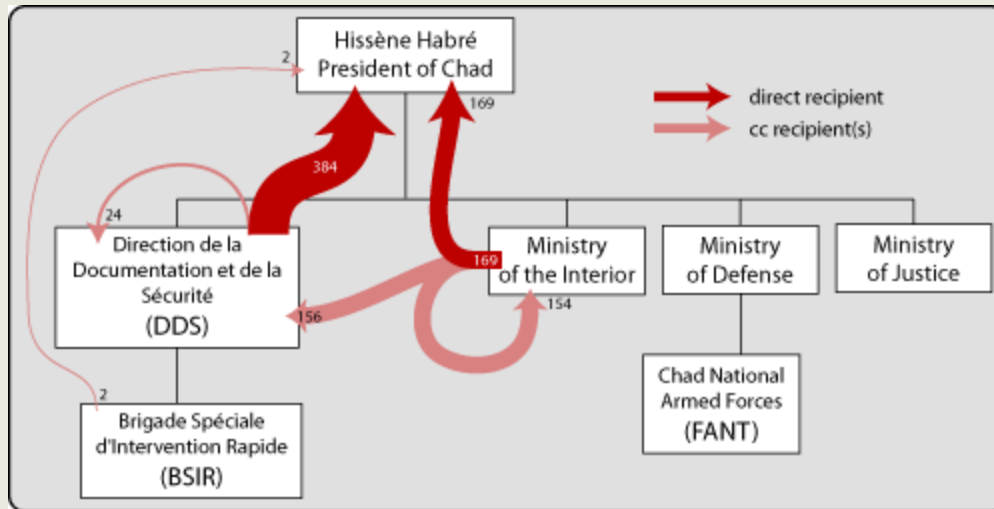 Hissène Habré
President of Chad
2
169
direct recipient
cc recipient(s)
384
24
Direction de la
Documentation et de la
Sécurité
(DDS)
156
169
Ministry
of the Interior
154
Ministry
of Defense
Ministry
of Justice
Chad National
Armed Forces
(FANT)
2
Brigade Spéciale
d'Intervention Rapide
(BSIR)